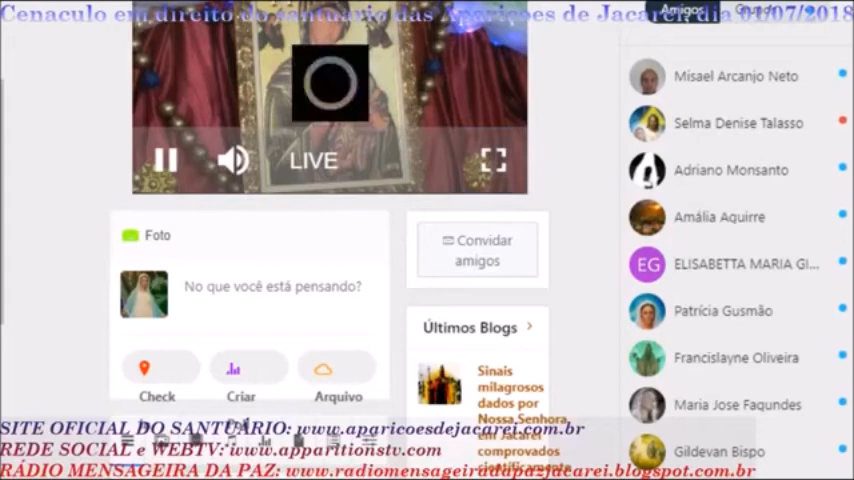 Cenaculo em direito do santuario das Aparições de Jacareí, dia 01/07/2018
Amigos
LIVE
Misael Arcanjo Neto
Selma Denise Talasso
Adriano Monsanto
Foto
Convidar
amigos
Amália Aquirre
EG ELISABETTA MARIA GI...
No que você está pensando?
Patrícia Gusmão
Últimos Blogs
Francislayne Oliveira
Sinais
milagrosos
dados por
Nossa Senhora,
em Jacareí
comprovados
científicamente
Check
Criar
Arquivo
Maria Jose Faqundes
Gildevan Bispo
SITE OFICIAL DO SANTUÁRIO: www.aparicoesdejacarei.com.br
REDE SOCIAL e WEBTV: www.apparitionstv.com
RÁDIO MENSAGEIRA DA PAZ: www.radiomensageiradapazjacarei.blogspot.com.br